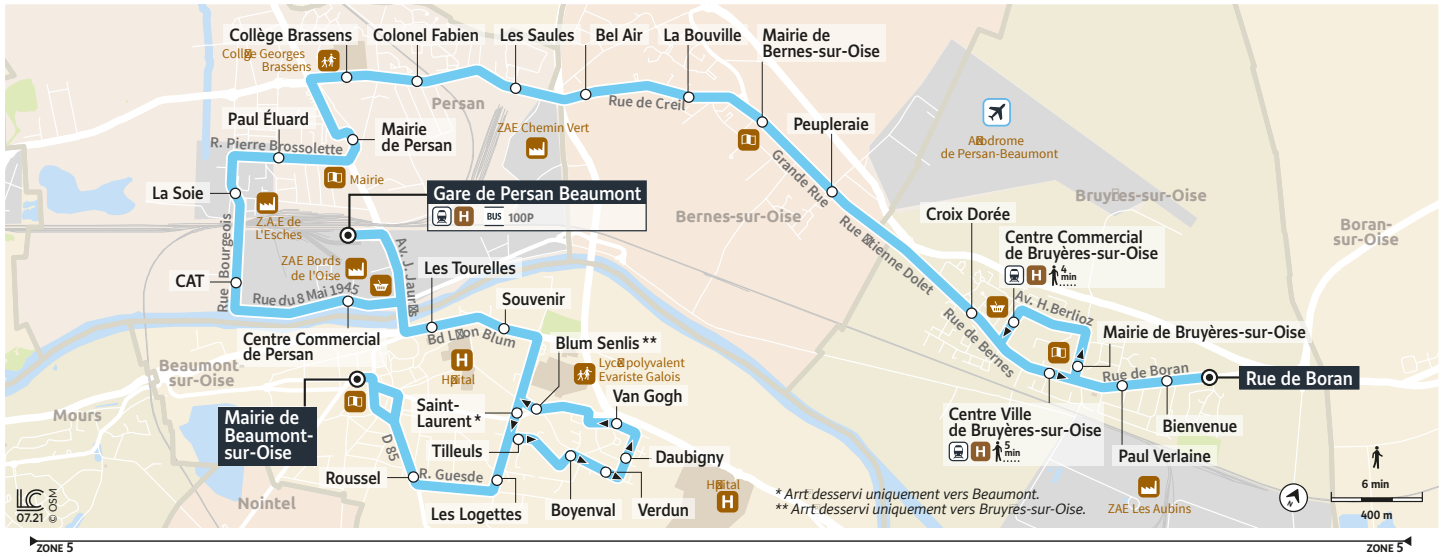 Collège Brassens
Collège Georges
Brassens
Colonel Fabien
Les Saules
Bel Air
La Bouville
Mairie de
Bernes-sur-Oise
Persan
Rue de Creil
ZAE Chemin Vert
Peupleraie
Aérodrome
de Persan-Beaumont
Paul Éluard
R. Pierre Brossolette
Mairie
de Persan
Mairie
Grande Rue
La Soie
Z.A.E de
L'Esches
Gare de Persan Beaumont
H
BUS 100P
Bernes-sur-Oise
Bruyères-sur-Oise
Boran-
sur-Oise
Rue Étienne Dolet
Croix Dorée
Centre Commercial
de Bruyères-sur-Oise
H
4
min
Rue Bourgeois
ZAE Bords
de l'Oise
Av. J. Jaurès
CAT
Rue du 8 Mai 1945
Les Tourelles
Souvenir
Av. H.Berlioz
Rue de Bernes
Mairie de Bruyères-sur-Oise
Centre Commercial
de Persan
Bd Léon Blum
H
Hôpital
Blum Senlis **
Lycée polyvalent
Evariste Galois
Beaumont-
sur-Oise
Rue de Boran
Rue de Boran
Mours
Mairie de
Beaumont-
sur-Oise
D 85
Saint-
Laurent *
Van Gogh
Centre Ville
de Bruyères-sur-Oise
H
5
min
Bienvenue
Tilleuls
Daubigny
Paul Verlaine
Roussel
R. Guesde
Nointel
Les Logettes
Boyenval
Verdun
Hôpital
H
* Arrt desservi uniquement vers Beaumont.
** Arrt desservi uniquement vers Bruyres-sur-Oise.
ZAE Les Aubins
6 min
400 m
LC
07.21
© OSM
ZONE 5
ZONE 5